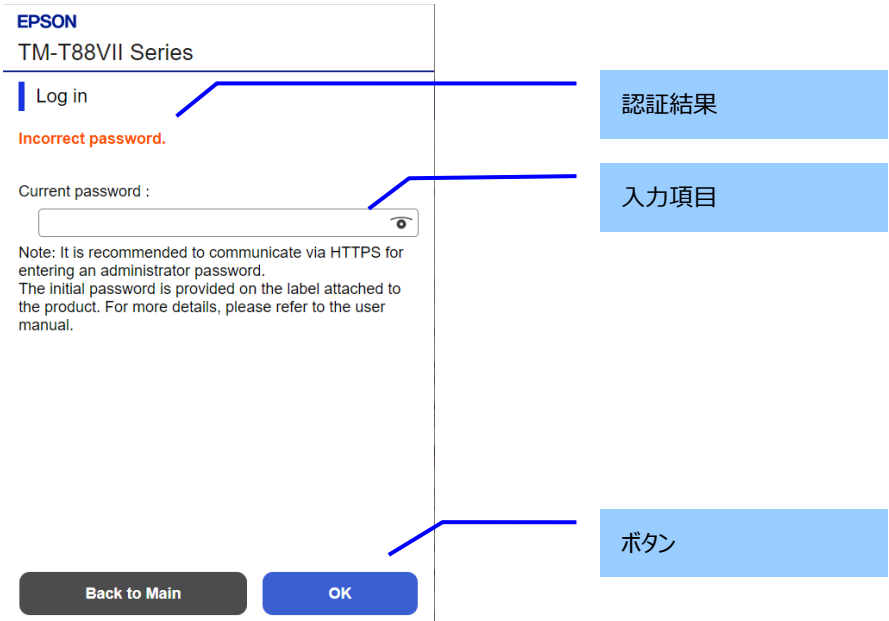 EPSON
TM-T88VII Series
Log in
Incorrect password.
Current password :
Note: It is recommended to communicate via HTTPS for
entering an administrator password.
The initial password is provided on the label attached to
the product. For more details, please refer to the user
manual.
Back to Main
OK
認証結果
入力項目
ボタン